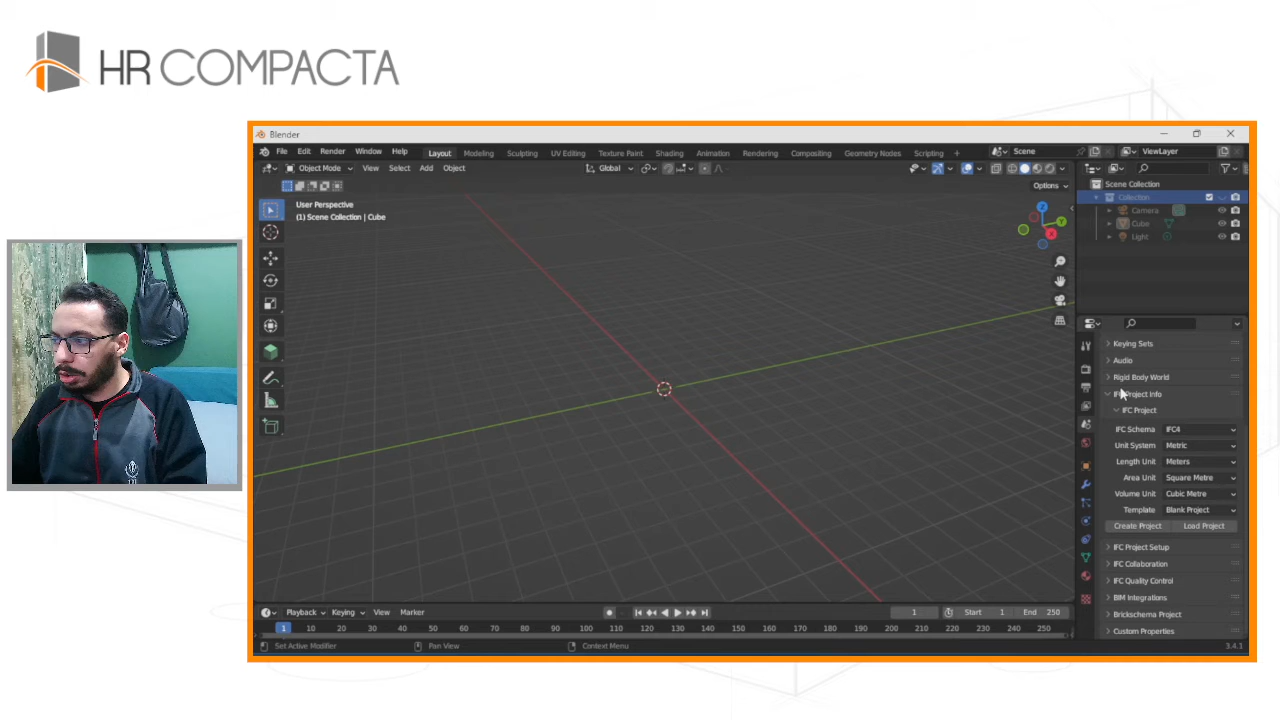 HR COMPACTA
Blender
File Edit Render Window Help
Layout Modeling Sculpting UV Editing Texture Paint Shading Animation Rendering Compositing Geometry Nodes Scripting +
Scene
ViewLayer
Object Mode View Select Add Object
Global
Options
User Perspective
(1) Scene Collection | Cube
Z
Y
X
Scene Collection
Collection
Camera
Cube
Light
Keying Sets
Audio
Rigid Body World
IFC Project Info
IFC Project
IFC Schema IFC4
Unit System Metric
Length Unit Meters
Area Unit Square Metre
Volume Unit Cubic Metre
Template Blank Project
Create Project Load Project
IFC Project Setup
IFC Collaboration
IFC Quality Control
BIM Integrations
Brickschema Project
Custom Properties
Playback Keying View Marker
1 Start 1 End 250
1 10 20 30 40 50 60 70 80 90 100 110 120 130 140 150 160 170 180 190 200 210 220 230 240 250
Set Active Modifier Pan View Context Menu 3.4.1